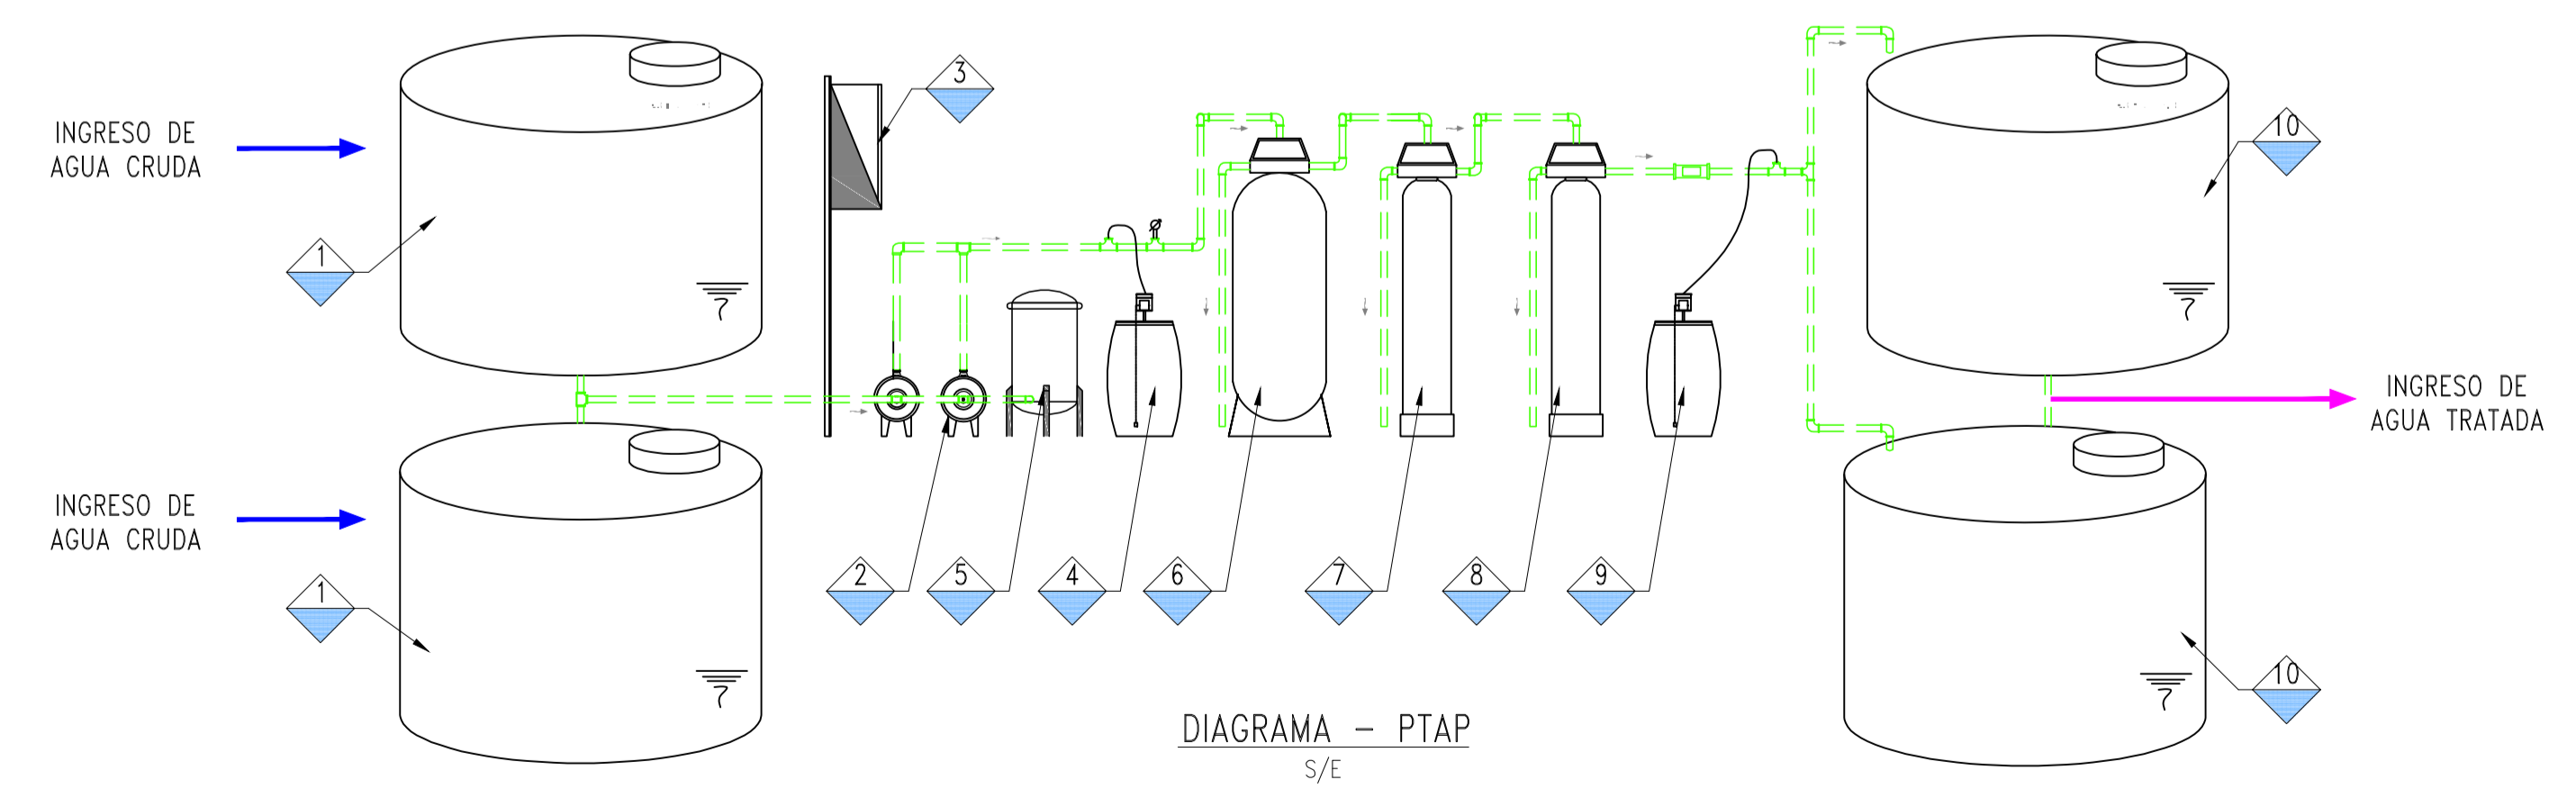 INGRESO DE
AGUA CRUDA
1
3
10
INGRESO DE
AGUA TRATADA
INGRESO DE
AGUA CRUDA
1
2
5
4
6
7
8
9
10
DIAGRAMA - PTAP
S/E